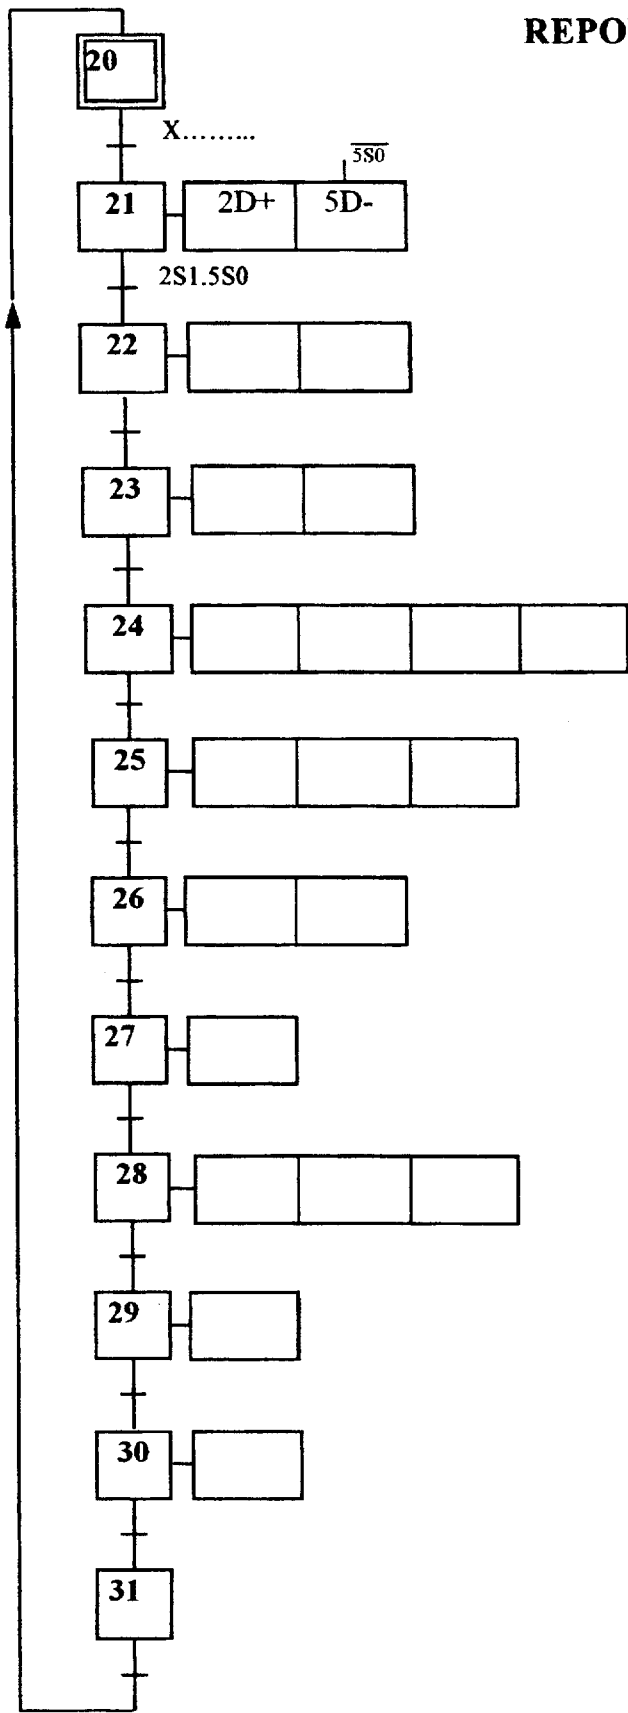 REPO
20
X.........
5S0
21 2D+ 5D-
2S1.5S0
22
23
24
25
26
27
28
29
30
31